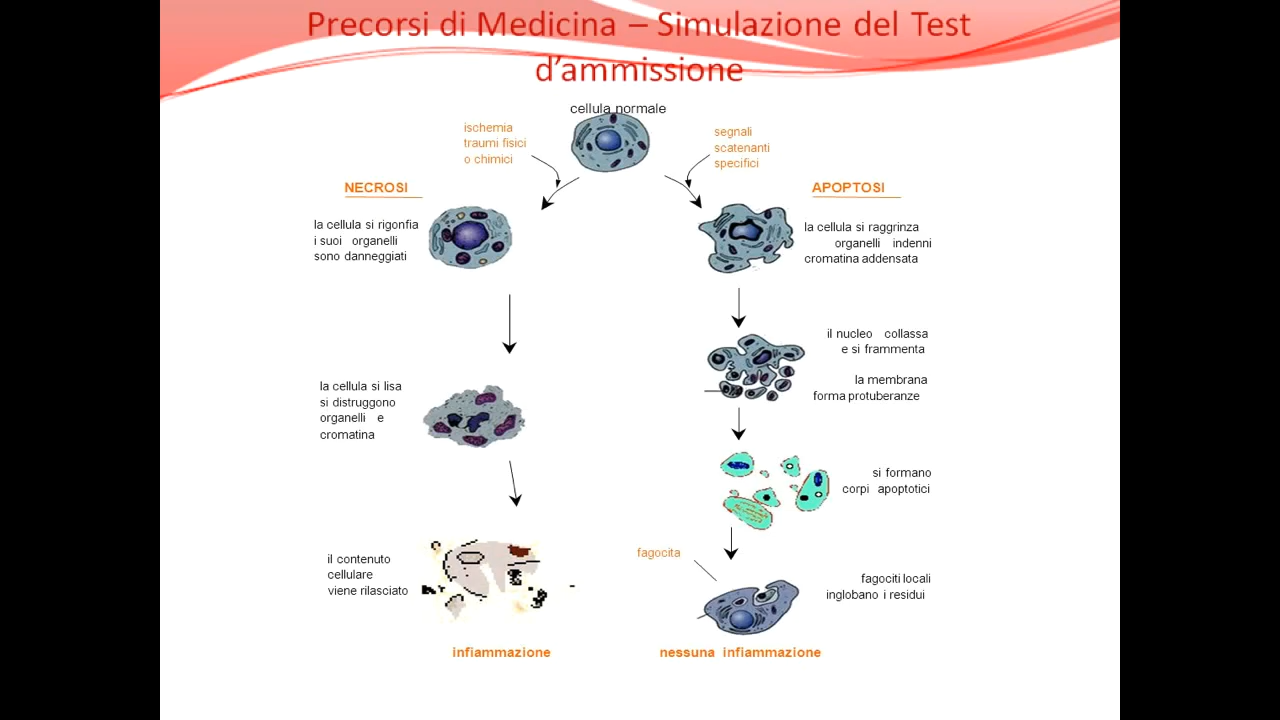 Precorsi di Medicina – Simulazione del Test
d'ammissione
cellula normale
ischemia
traumi fisici
o chimici
segnali
scatenanti
specifici
NECROSI
APOPTOSI
la cellula si rigonfia
i suoi organelli
sono danneggiati
la cellula si raggrinza
organelli indenni
cromatina addensata
il nucleo collassa
e si frammenta
la membrana
forma protuberanze
la cellula si lisa
si distruggono
organelli e
cromatina
si formano
corpi apoptotici
il contenuto
cellulare
viene rilasciato
fagocita
fagociti locali
inglobano i residui
infiammazione
nessuna infiammazione